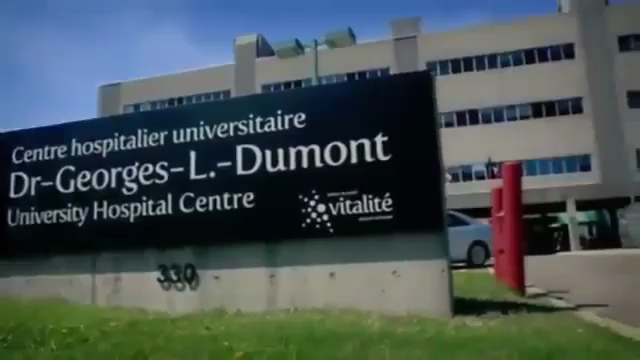 Centre hospitalier universitaire
Dr-Georges-L.-Dumont
University Hospital Centre
vitalité
330